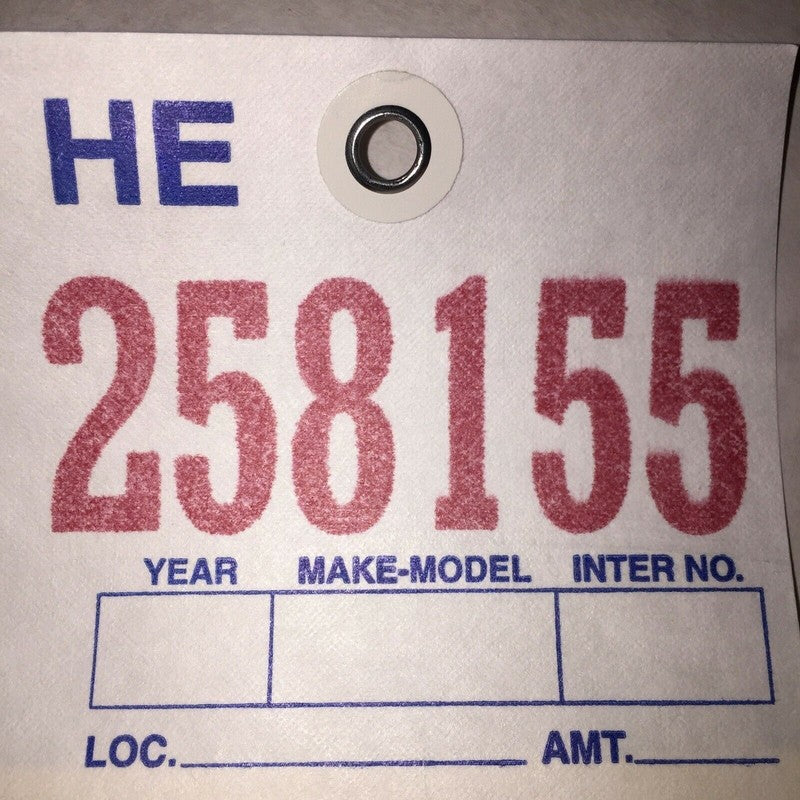 HE
258155
YEAR MAKE-MODEL INTER NO.
LOC. AMT.